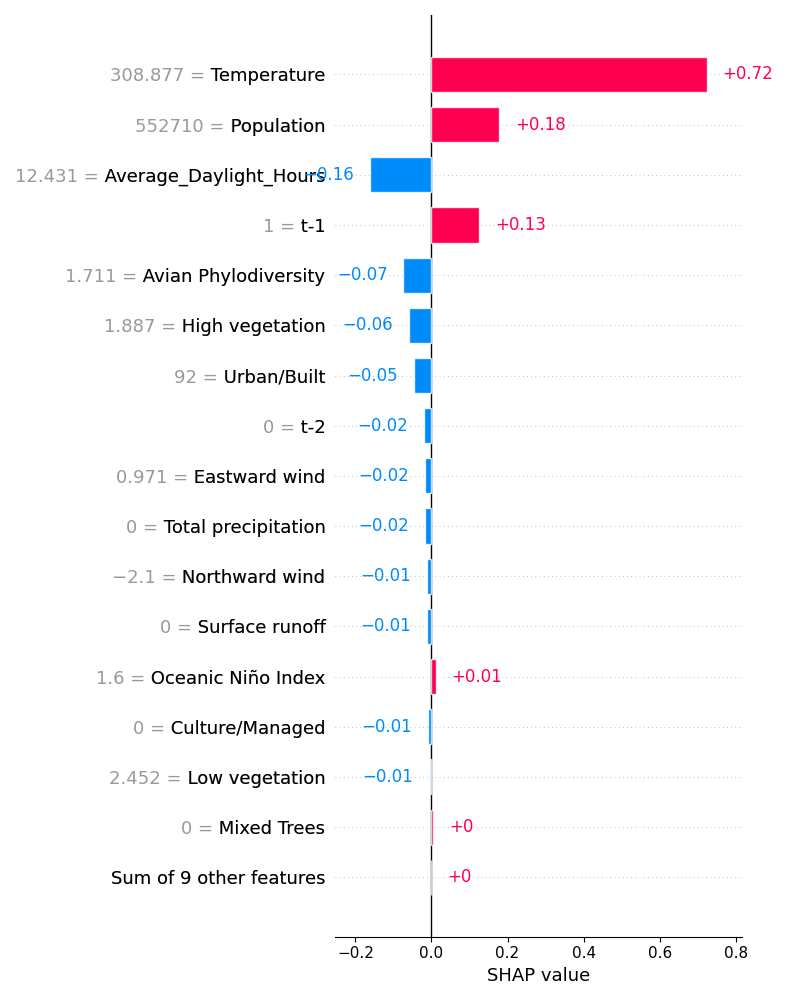 308.877 = Temperature +0.72
552710 = Population +0.18
12.431 = Average_Daylight_Hours −0.16
1 = t-1 +0.13
1.711 = Avian Phylodiversity −0.07
1.887 = High vegetation −0.06
92 = Urban/Built −0.05
0 = t-2 −0.02
0.971 = Eastward wind −0.02
0 = Total precipitation −0.02
−2.1 = Northward wind −0.01
0 = Surface runoff −0.01
1.6 = Oceanic Niño Index +0.01
0 = Culture/Managed −0.01
2.452 = Low vegetation −0.01
0 = Mixed Trees +0
Sum of 9 other features +0
−0.2 0.0 0.2 0.4 0.6 0.8
SHAP value